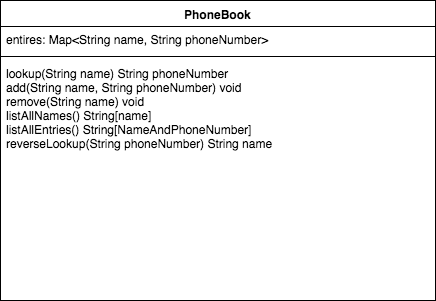 PhoneBook
entires: Map<String name, String phoneNumber>
lookup(String name) String phoneNumber
add(String name, String phoneNumber) void
remove(String name) void
listAllNames() String[name]
listAllEntries() String[NameAndPhoneNumber]
reverseLookup(String phoneNumber) String name